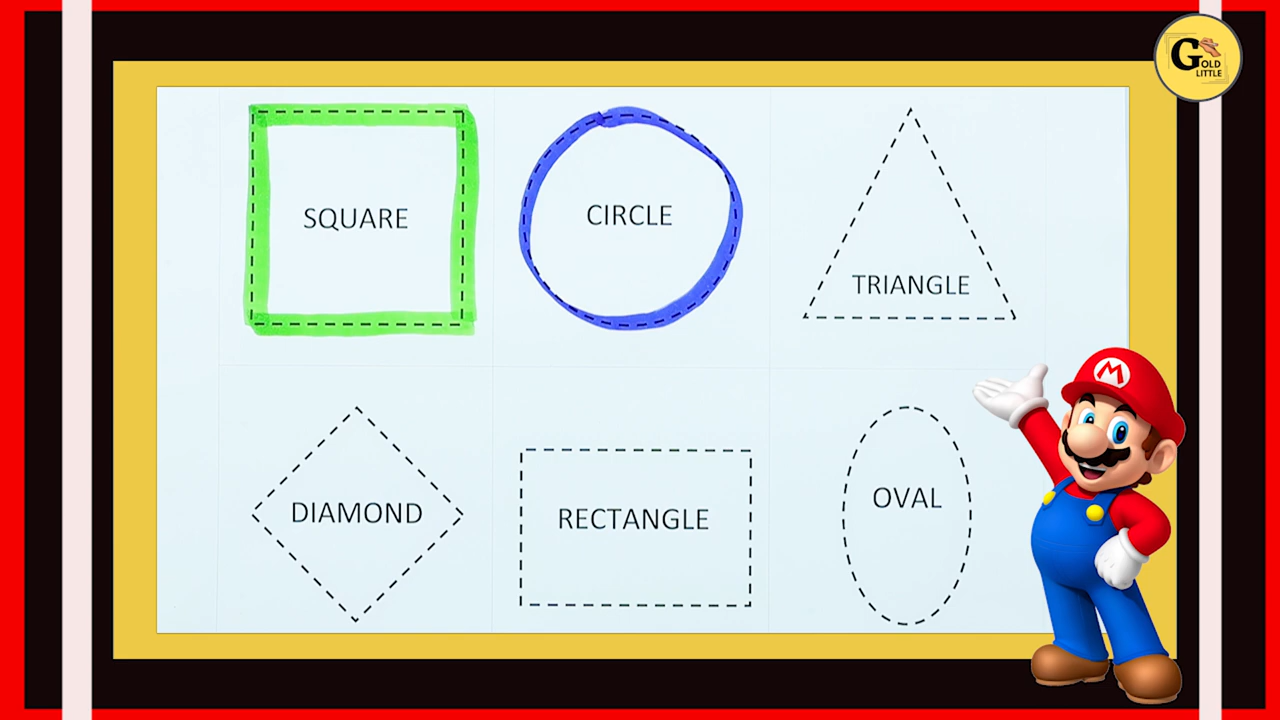 GOLD
LITTLE
SQUARE
CIRCLE
TRIANGLE
DIAMOND
RECTANGLE
OVAL
M